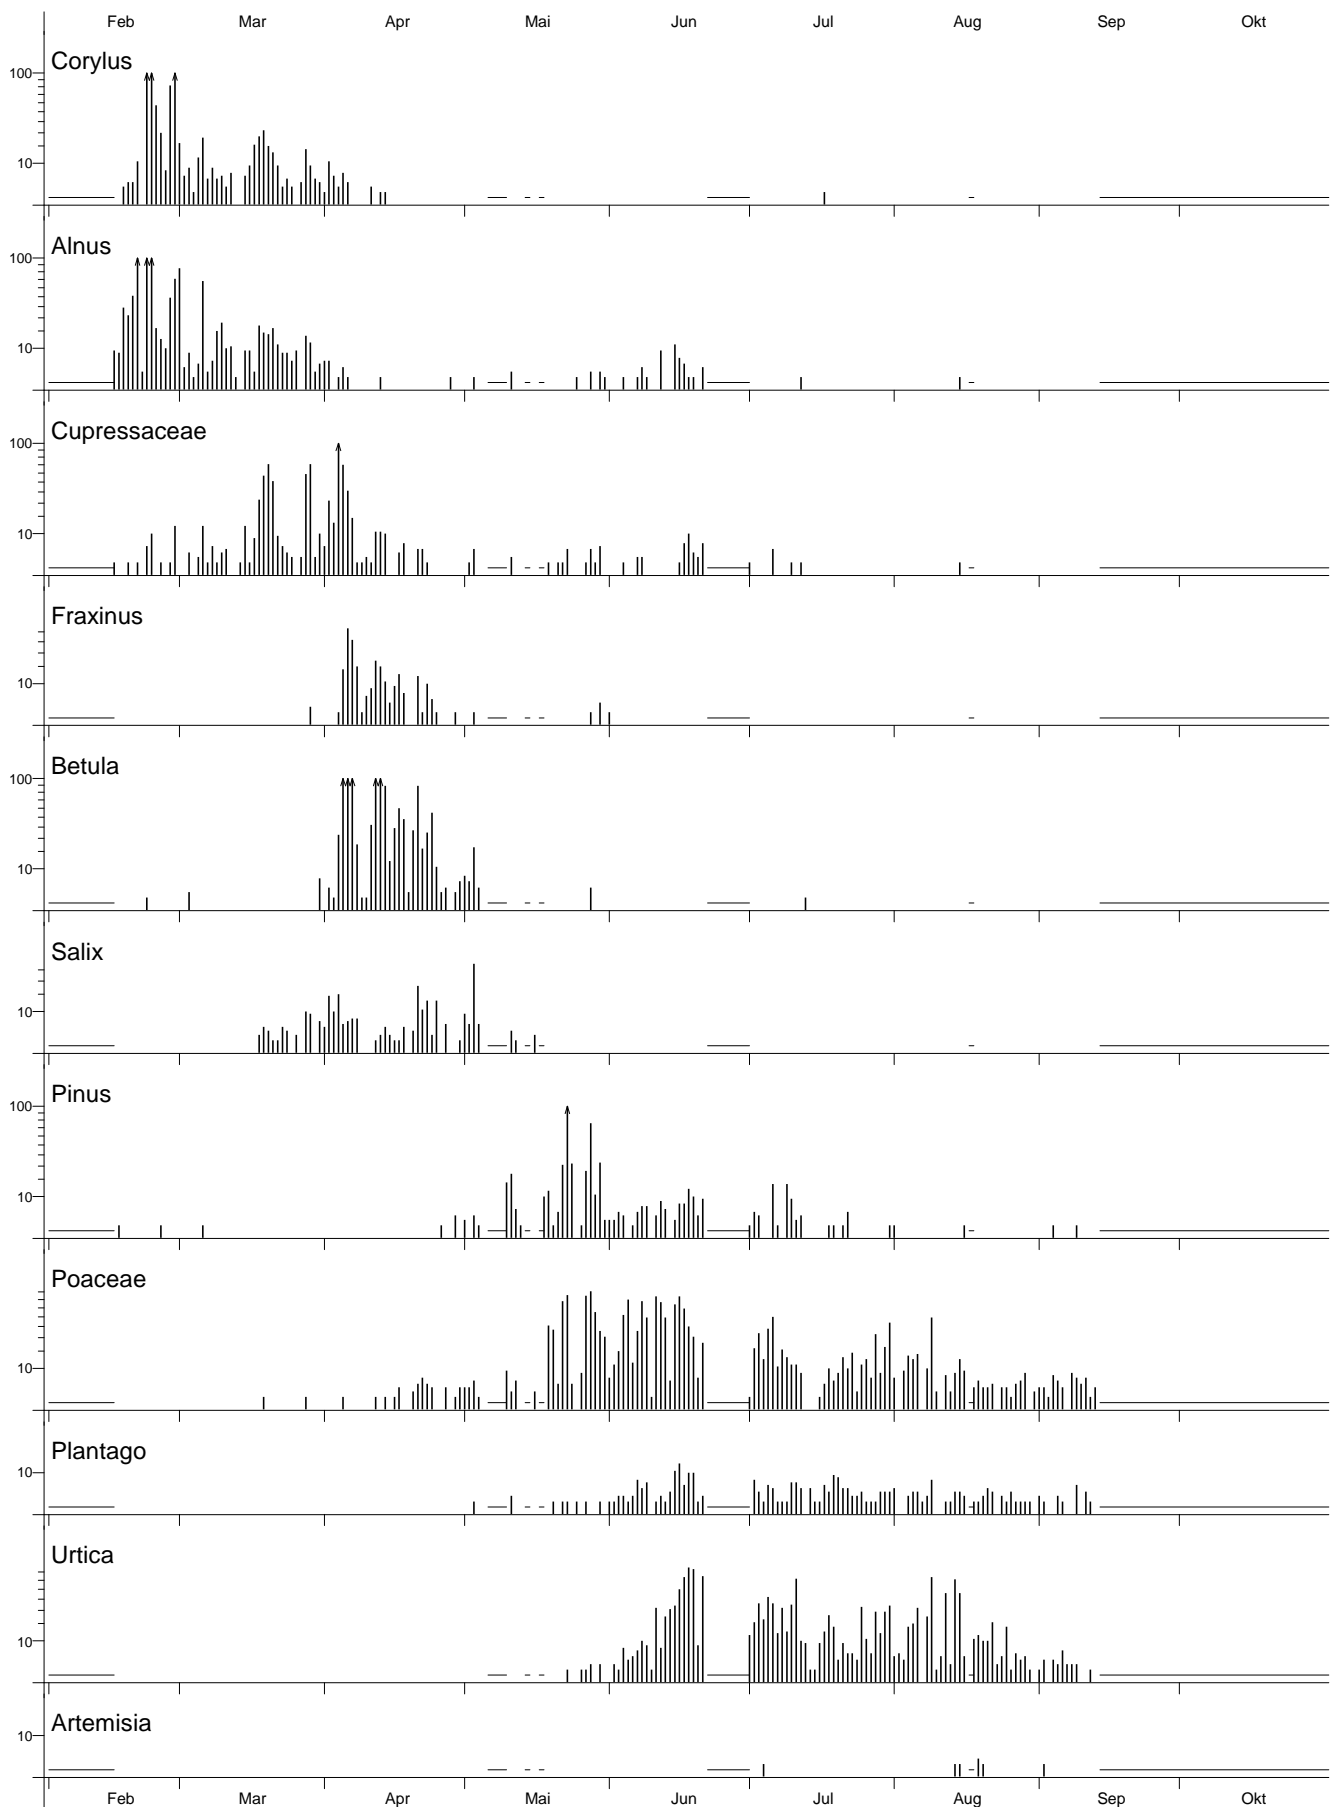 Feb Mar Apr Mai Jun Jul Aug Sep Okt
Corylus
100
10
Alnus
100
10
Cupressaceae
100
10
Fraxinus
10
Betula
100
10
Salix
10
Pinus
100
10
Poaceae
10
Plantago
10
Urtica
10
Artemisia
10
Feb Mar Apr Mai Jun Jul Aug Sep Okt